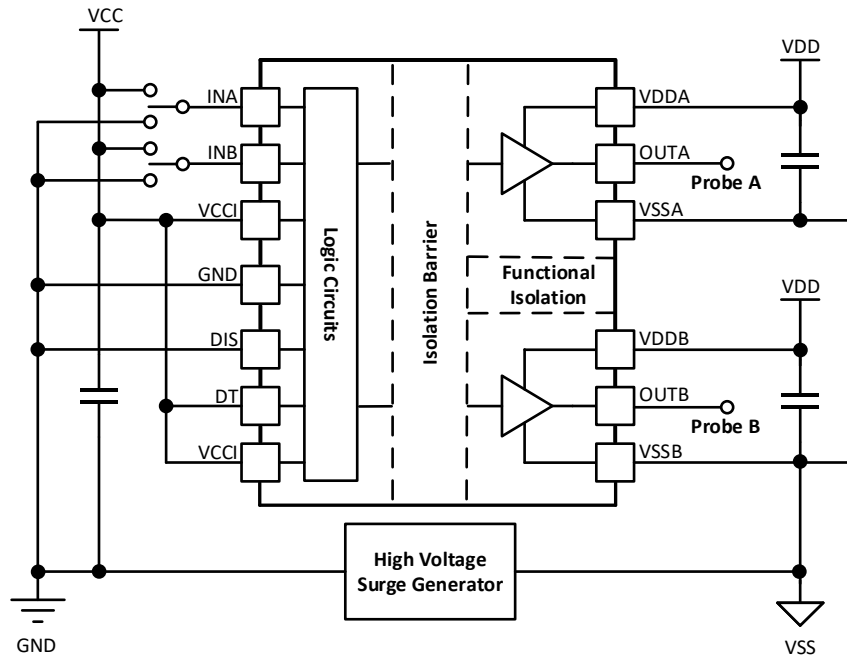 VCC
VDD
INA
VDDA
INB
OUTA
Probe A
VCCI
VSSA
Logic Circuits
Isolation Barrier
Functional
Isolation
GND
VDD
DIS
VDDB
DT
OUTB
Probe B
VCCI
VSSB
High Voltage
Surge Generator
GND
VSS